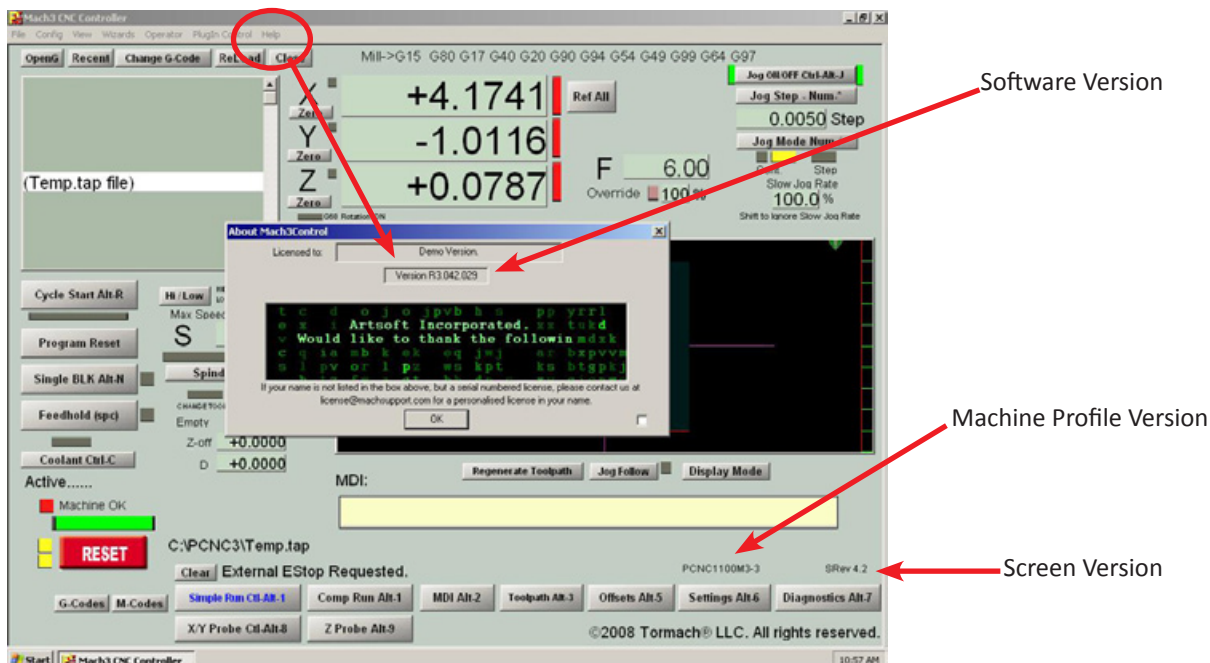 Mach3 CNC Controller
File Config View Wizards Operator PlugIn Control Help
OpenG Recent Change G-Code ReLoad Close
Mill->G15 G80 G17 G40 G20 G90 G94 G54 G49 G99 G64 G97
Jog ON/OFF Ctrl-Alt-J
Software Version
X +4.1741 Ref All
Zero
Jog Step - Num.*
0.0050 Step
Y -1.0116
Zero
Jog Mode
(Temp.tap file)
Z +0.0787
Zero
F 6.00
Override 100 %
Cont. Step
Slow Jog Rate
100.0 %
Shift to Ignore Slow Jog Rate
G68 Rotation ON
About Mach3Control
Licensed to: Demo Version.
Version R3.042.029
t c d o j o jpvb h s pp yrrl
Artsoft Incorporated.
Would like to thank the followin
If your name is not listed in the box above, but a serial numbered license, please contact us at
license@machsupport.com for a personalised license in your name.
OK
Cycle Start Alt-R
Hi/Low
Max Speed
S
Program Reset
Single BLK Alt-N
Spind
Feedhold (spc)
Empty
Z-off +0.0000
Coolant Ctrl-C
D +0.0000
Machine Profile Version
Regenerate Toolpath Jog Follow Display Mode
Active......
MDI:
Machine OK
RESET
C:\PCNC3\Temp.tap
PCNC1100M3-3 SRev 4.2
Screen Version
Clear External EStop Requested.
G-Codes M-Codes
Simple Run Ctl-Alt-1 Comp Run Alt-1 MDI Alt-2 Toolpath Alt-3 Offsets Alt-5 Settings Alt-6 Diagnostics Alt-7
X/Y Probe Ctl-Alt-8 Z Probe Alt-9
©2008 Tormach® LLC. All rights reserved.
Start Mach3 CNC Controller 10:57 AM